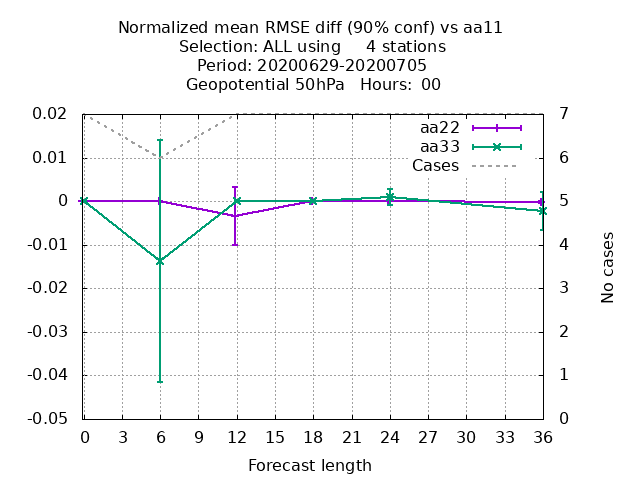 Normalized mean RMSE diff (90% conf) vs aa11
Selection: ALL using     4 stations
Period: 20200629-20200705
Geopotential 50hPa   Hours:  00
aa22
aa33
Cases
0.02
0.01
0
-0.01
-0.02
-0.03
-0.04
-0.05
7
6
5
4
3
2
1
0
No cases
0 3 6 9 12 15 18 21 24 27 30 33 36
Forecast length